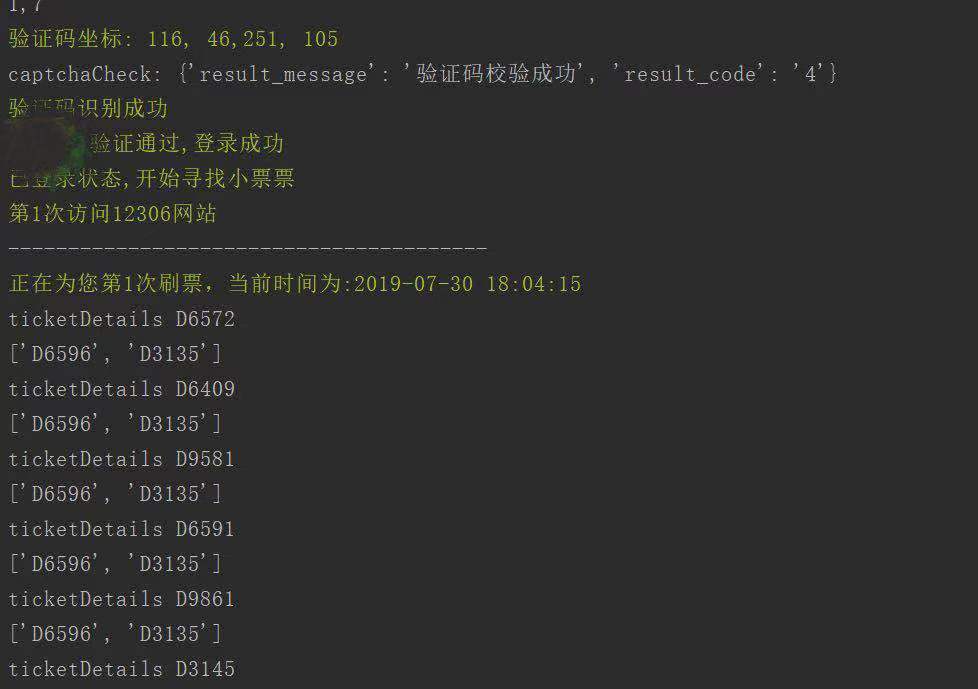 1,7
验证码坐标: 116, 46,251, 105
captchaCheck: {'result_message': '验证码校验成功', 'result_code': '4'}
验证码识别成功
验证通过,登录成功
已登录状态,开始寻找小票票
第1次访问12306网站
----------------------------------------
正在为您第1次刷票，当前时间为:2019-07-30 18:04:15
ticketDetails D6572
['D6596', 'D3135']
ticketDetails D6409
['D6596', 'D3135']
ticketDetails D9581
['D6596', 'D3135']
ticketDetails D6591
['D6596', 'D3135']
ticketDetails D9861
['D6596', 'D3135']
ticketDetails D3145